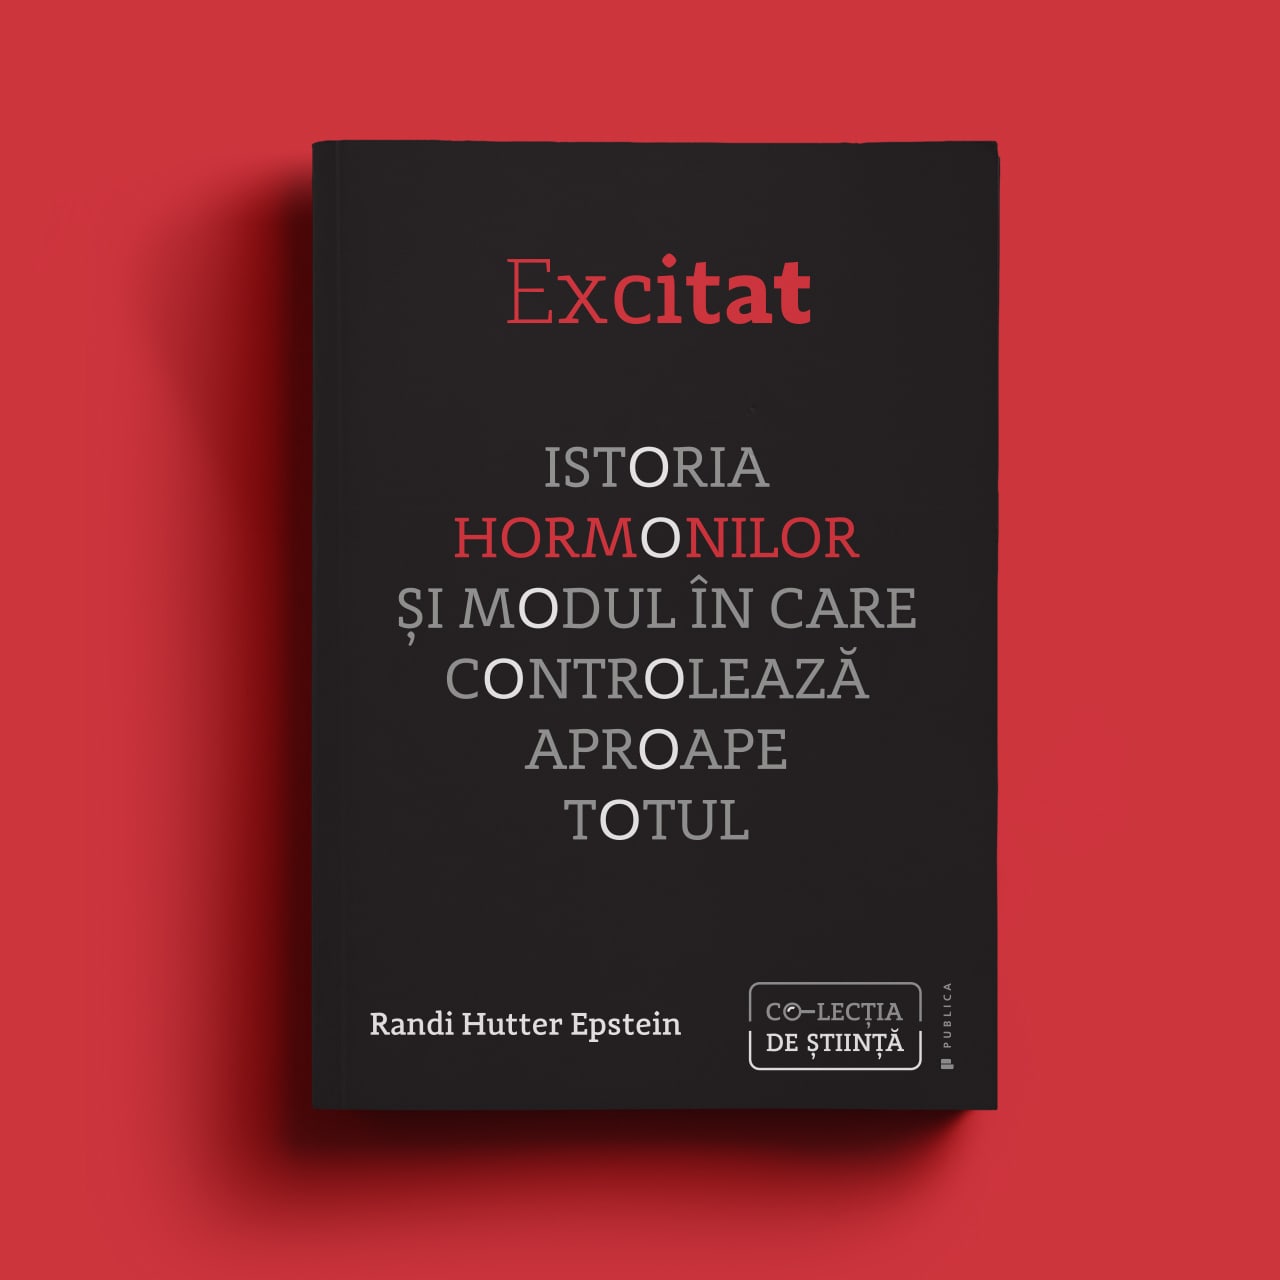 Excitat
ISTORIA
HORMONILOR
ȘI MODUL ÎN CARE
CONTROLEAZĂ
APROAPE
TOTUL
Randi Hutter Epstein
COLECȚIA
DE ȘTIINȚĂ
PUBLICA